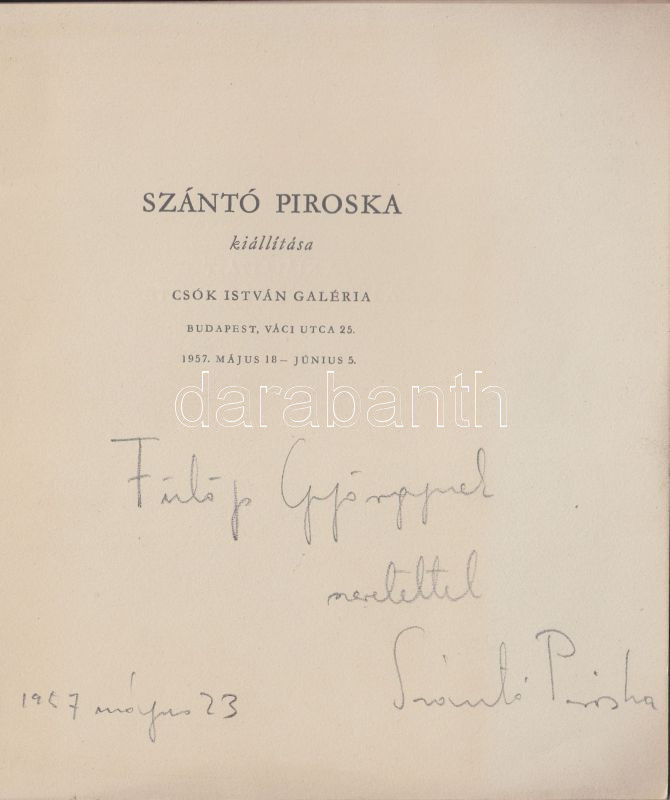 SZÁNTÓ PIROSKA
kiállítása
CSÓK ISTVÁN GALÉRIA
BUDAPEST, VÁCI UTCA 25.
1957. MÁJUS 18 – JÚNIUS 5.
darabanth
Fülöp Györgynek
szeretettel
Szántó Piroska
1957 május 23